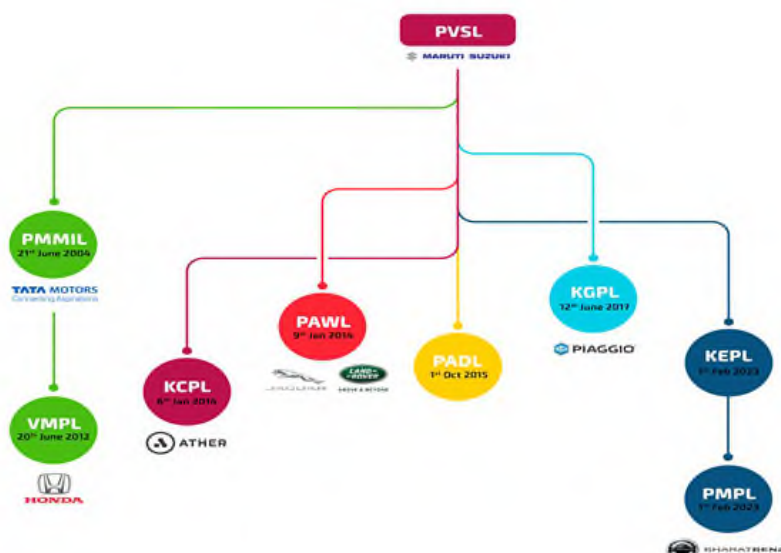 PVSL
MARUTI SUZUKI
PMMIL
21st June 2004
TATA MOTORS
Connecting Aspirations
KGPL
12th June 2017
PIAGGIO
PAWL
9th Jan 2014
LAND-
ROVER
PADL
1st Oct 2015
KEPL
1st Feb 2023
KCPL
6th Jan 2014
ATHER
VMPL
20th June 2012
HONDA
PMPL
1st Feb 2023